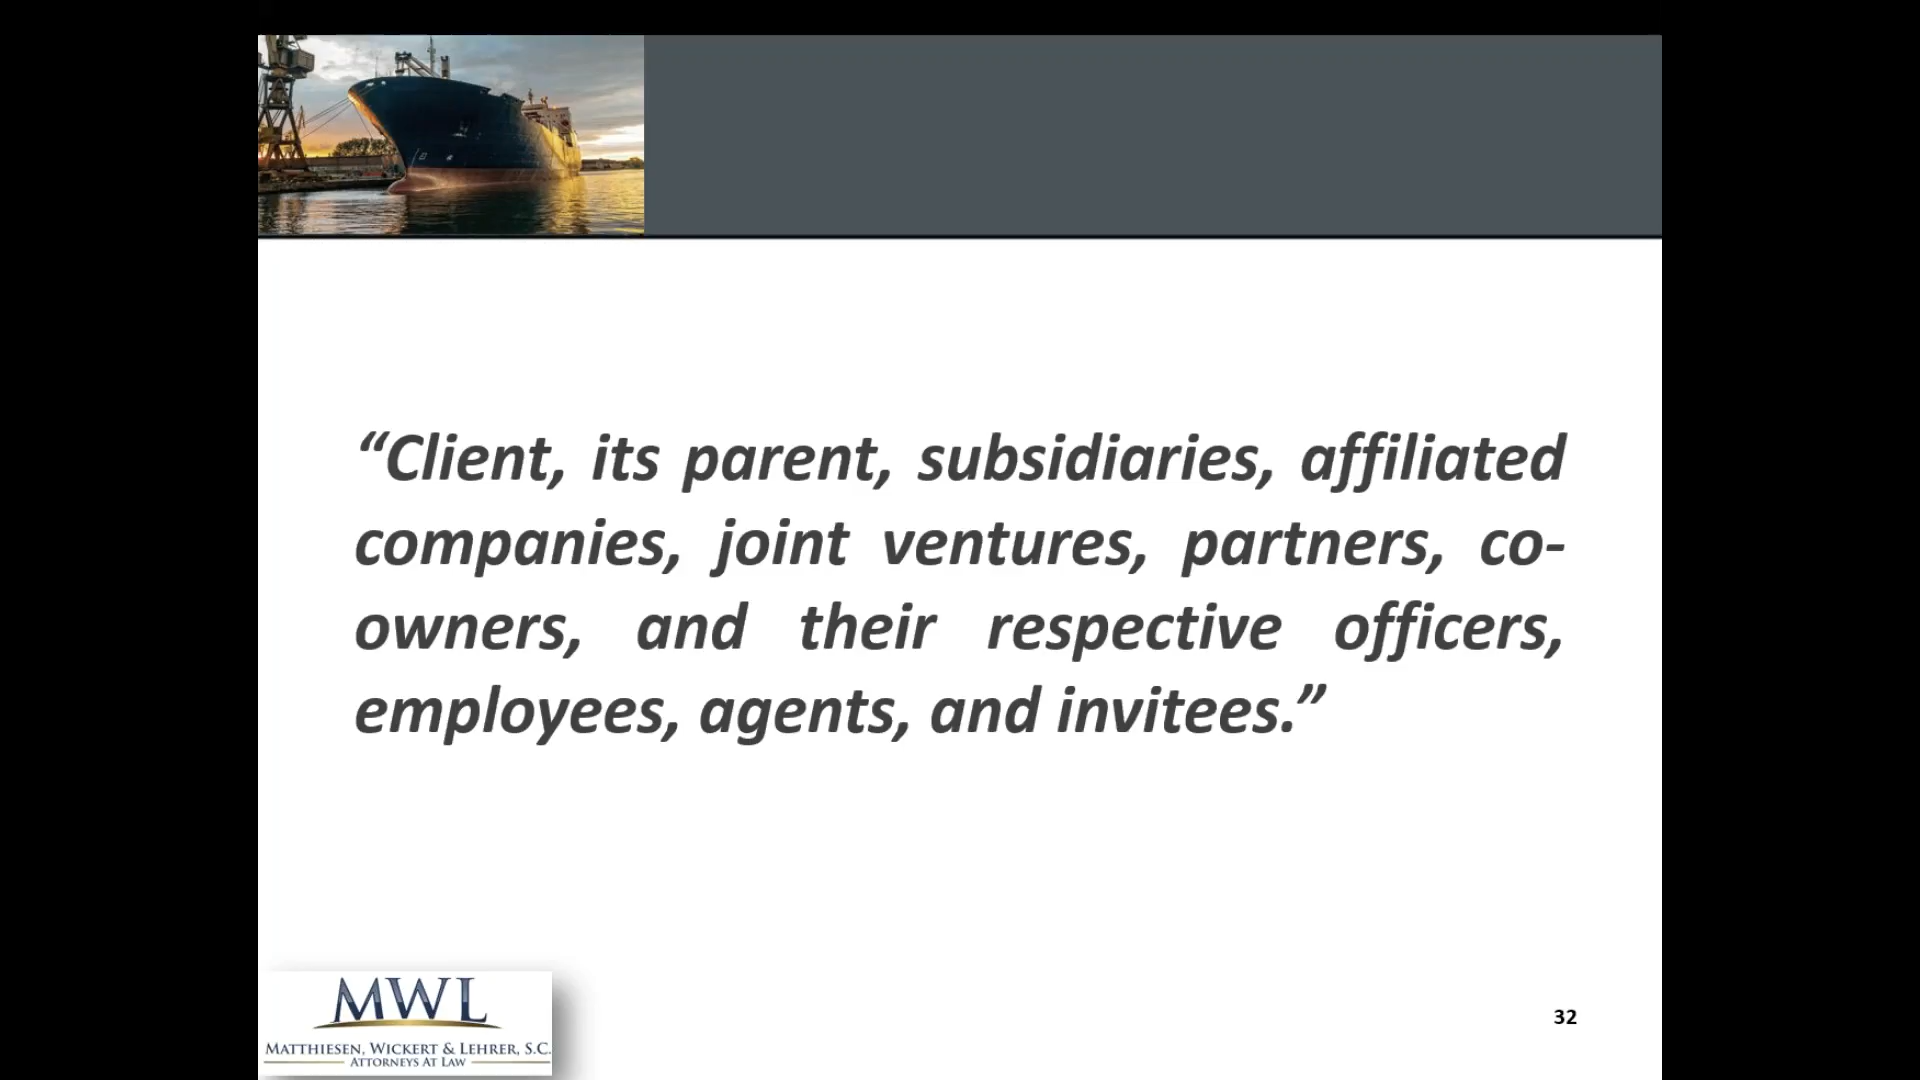 “Client, its parent, subsidiaries, affiliated
companies, joint ventures, partners, co-
owners, and their respective officers,
employees, agents, and invitees.”
MWL
MATTHIESEN, WICKERT & LEHRER, S.C.
ATTORNEYS AT LAW
32